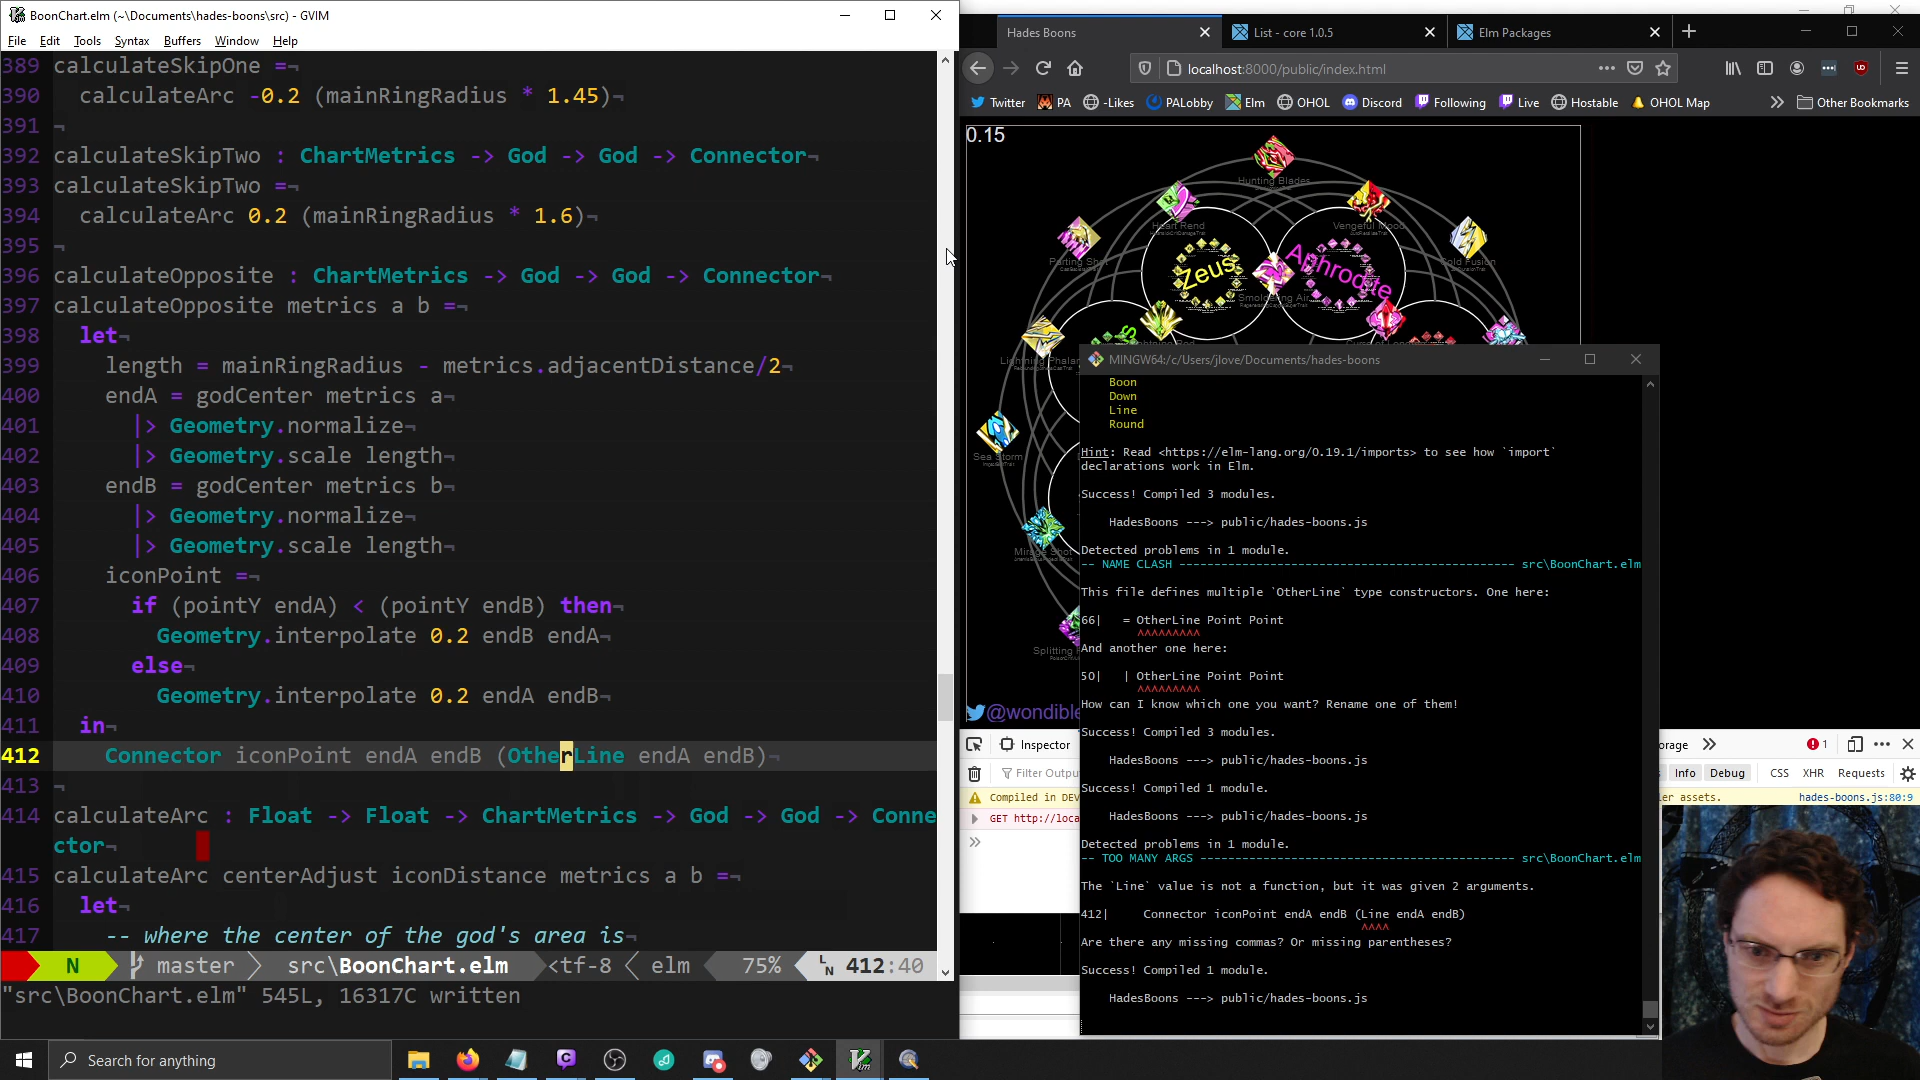 BoonChart.elm (~\Documents\hades-boons\src) - GVIM
File Edit Tools Syntax Buffers Window Help
389 calculateSkipOne =¬
390   calculateArc -0.2 (mainRingRadius * 1.45)¬
391 ¬
392 calculateSkipTwo : ChartMetrics -> God -> God -> Connector¬
393 calculateSkipTwo =¬
394   calculateArc 0.2 (mainRingRadius * 1.6)¬
395 ¬
396 calculateOpposite : ChartMetrics -> God -> God -> Connector¬
397 calculateOpposite metrics a b =¬
398   let¬
399     length = mainRingRadius - metrics.adjacentDistance/2¬
400     endA = godCenter metrics a¬
401       |> Geometry.normalize¬
402       |> Geometry.scale length¬
403     endB = godCenter metrics b¬
404       |> Geometry.normalize¬
405       |> Geometry.scale length¬
406     iconPoint =¬
407       if (pointY endA) < (pointY endB) then¬
408         Geometry.interpolate 0.2 endB endA¬
409       else¬
410         Geometry.interpolate 0.2 endA endB¬
411   in¬
412     Connector iconPoint endA endB (OtherLine endA endB)¬
413 ¬
414 calculateArc : Float -> Float -> ChartMetrics -> God -> God -> Conne
ctor¬
415 calculateArc centerAdjust iconDistance metrics a b =¬
416   let¬
417     -- where the center of the god's area is¬
N master src\BoonChart.elm <tf-8 elm 75% LN 412:40
"src\BoonChart.elm" 545L, 16317C written
Hades Boons
List - core 1.0.5
Elm Packages
localhost:8000/public/index.html
Twitter PA -Likes PALobby Elm OHOL Discord Following Live Hostable OHOL Map Other Bookmarks
0.15
Hunting Blades
Heart Rend
Vengeful Mood
Parting Shot
Cold Fusion
Zeus
Aphrodite
Smoldering Air
Lightning Phalanx
Sea Storm
Mirage Shot
Splitting
@wondible
MINGW64:/c/Users/jlove/Documents/hades-boons
Boon
Down
Line
Round
Hint: Read <https://elm-lang.org/0.19.1/imports> to see how `import`
declarations work in Elm.
Success! Compiled 3 modules.
HadesBoons ---> public/hades-boons.js
Detected problems in 1 module.
-- NAME CLASH --------------------------------------------- src\BoonChart.elm
This file defines multiple `OtherLine` type constructors. One here:
66|   = OtherLine Point Point
^^^^^^^^^
And another one here:
50|   | OtherLine Point Point
^^^^^^^^^
How can I know which one you want? Rename one of them!
Success! Compiled 3 modules.
HadesBoons ---> public/hades-boons.js
Success! Compiled 1 module.
HadesBoons ---> public/hades-boons.js
Detected problems in 1 module.
-- TOO MANY ARGS ------------------------------------------ src\BoonChart.elm
The `Line` value is not a function, but it was given 2 arguments.
412|     Connector iconPoint endA endB (Line endA endB)
^^^^
Are there any missing commas? Or missing parentheses?
Success! Compiled 1 module.
HadesBoons ---> public/hades-boons.js
Inspector
orage
1
Filter Outpu
Info Debug CSS XHR Requests
Compiled in DEV
ler assets.
hades-boons.js:80:9
GET http://loca
Search for anything